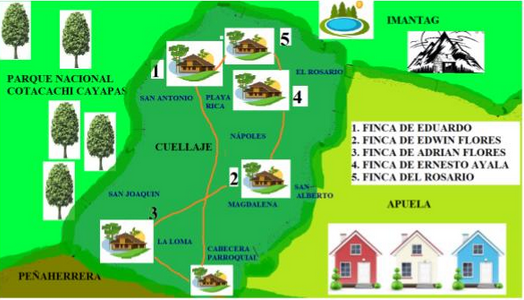 IMANTAG
5
1
EL ROSARIO
PARQUE NACIONAL
COTACACHI CAYAPAS
SAN ANTONIO
PLAYA
RICA
4
NÁPOLES
CUELLAJE
1. FINCA DE EDUARDO
2. FINCA DE EDWIN FLORES
3. FINCA DE ADRIAN FLORES
4. FINCA DE ERNESTO AYALA
5. FINCA DEL ROSARIO
2
SAN JOAQUIN
SAN
ALBERTO
MAGDALENA
APUELA
3
LA LOMA
CABECERA
PARROQUIAL
PEÑAHERRERA